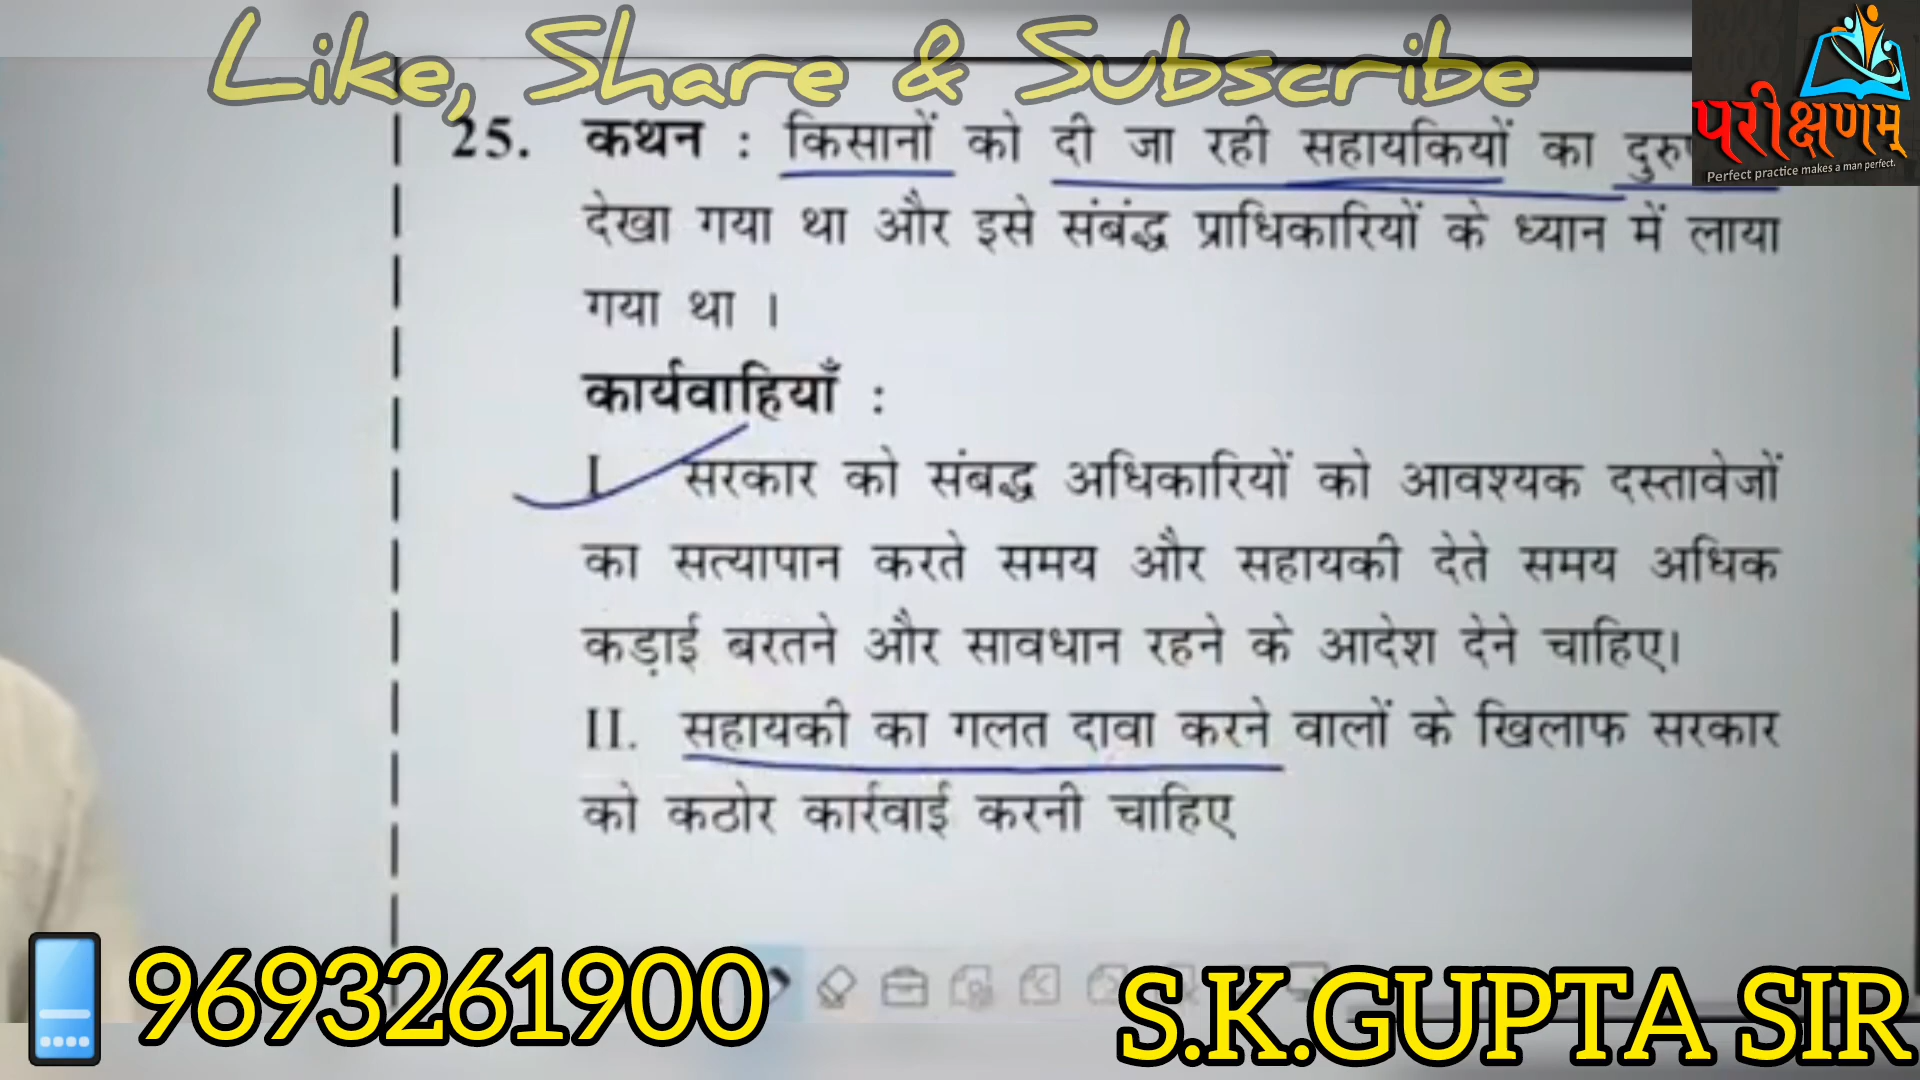 Like, Share & Subscribe
परीक्षणम्
Perfect practice makes a man perfect.
25. कथन : किसानों को दी जा रही सहायकियों का
देखा गया था और इसे संबंद्ध प्राधिकारियों के ध्यान में लाया
गया था ।
कार्यवाहियाँ :
I सरकार को संबद्ध अधिकारियों को आवश्यक दस्तावेजों
का सत्यापान करते समय और सहायकी देते समय अधिक
कड़ाई बरतने और सावधान रहने के आदेश देने चाहिए।
II. सहायकी का गलत दावा करने वालों के खिलाफ सरकार
को कठोर कार्रवाई करनी चाहिए
9693261900
S.K.GUPTA SIR